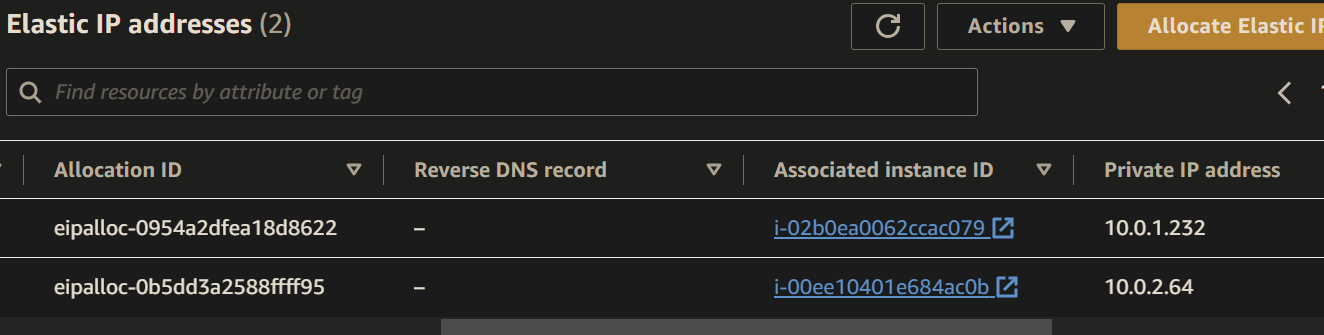 Elastic IP addresses (2)
Actions
Allocate Elastic IP
Find resources by attribute or tag
Allocation ID Reverse DNS record Associated instance ID Private IP address
eipalloc-0954a2dfea18d8622 – i-02b0ea0062ccac079 10.0.1.232
eipalloc-0b5dd3a2588ffff95 – i-00ee10401e684ac0b 10.0.2.64